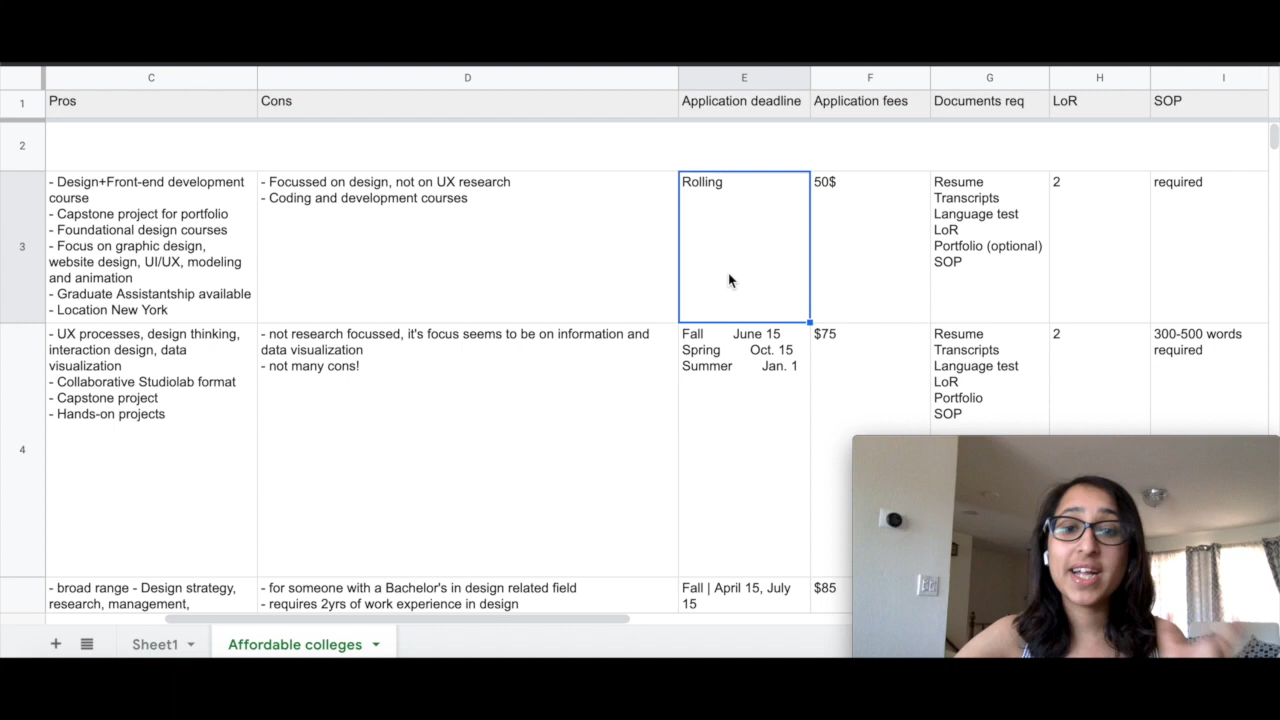 C D E F G H I
1 Pros Cons Application deadline Application fees Documents req LoR SOP
2
3
- Design+Front-end development
course
- Capstone project for portfolio
- Foundational design courses
- Focus on graphic design,
website design, UI/UX, modeling
and animation
- Graduate Assistantship available
- Location New York
- Focussed on design, not on UX research
- Coding and development courses
Rolling
50$
Resume
Transcripts
Language test
LoR
Portfolio (optional)
SOP
2
required
4
- UX processes, design thinking,
interaction design, data
visualization
- Collaborative Studiolab format
- Capstone project
- Hands-on projects
- not research focussed, it's focus seems to be on information and
data visualization
- not many cons!
Fall June 15
Spring Oct. 15
Summer Jan. 1
$75
Resume
Transcripts
Language test
LoR
Portfolio
SOP
2
300-500 words
required
- broad range - Design strategy,
research, management,
- for someone with a Bachelor's in design related field
- requires 2yrs of work experience in design
Fall | April 15, July
15
$85
Sheet1 Affordable colleges